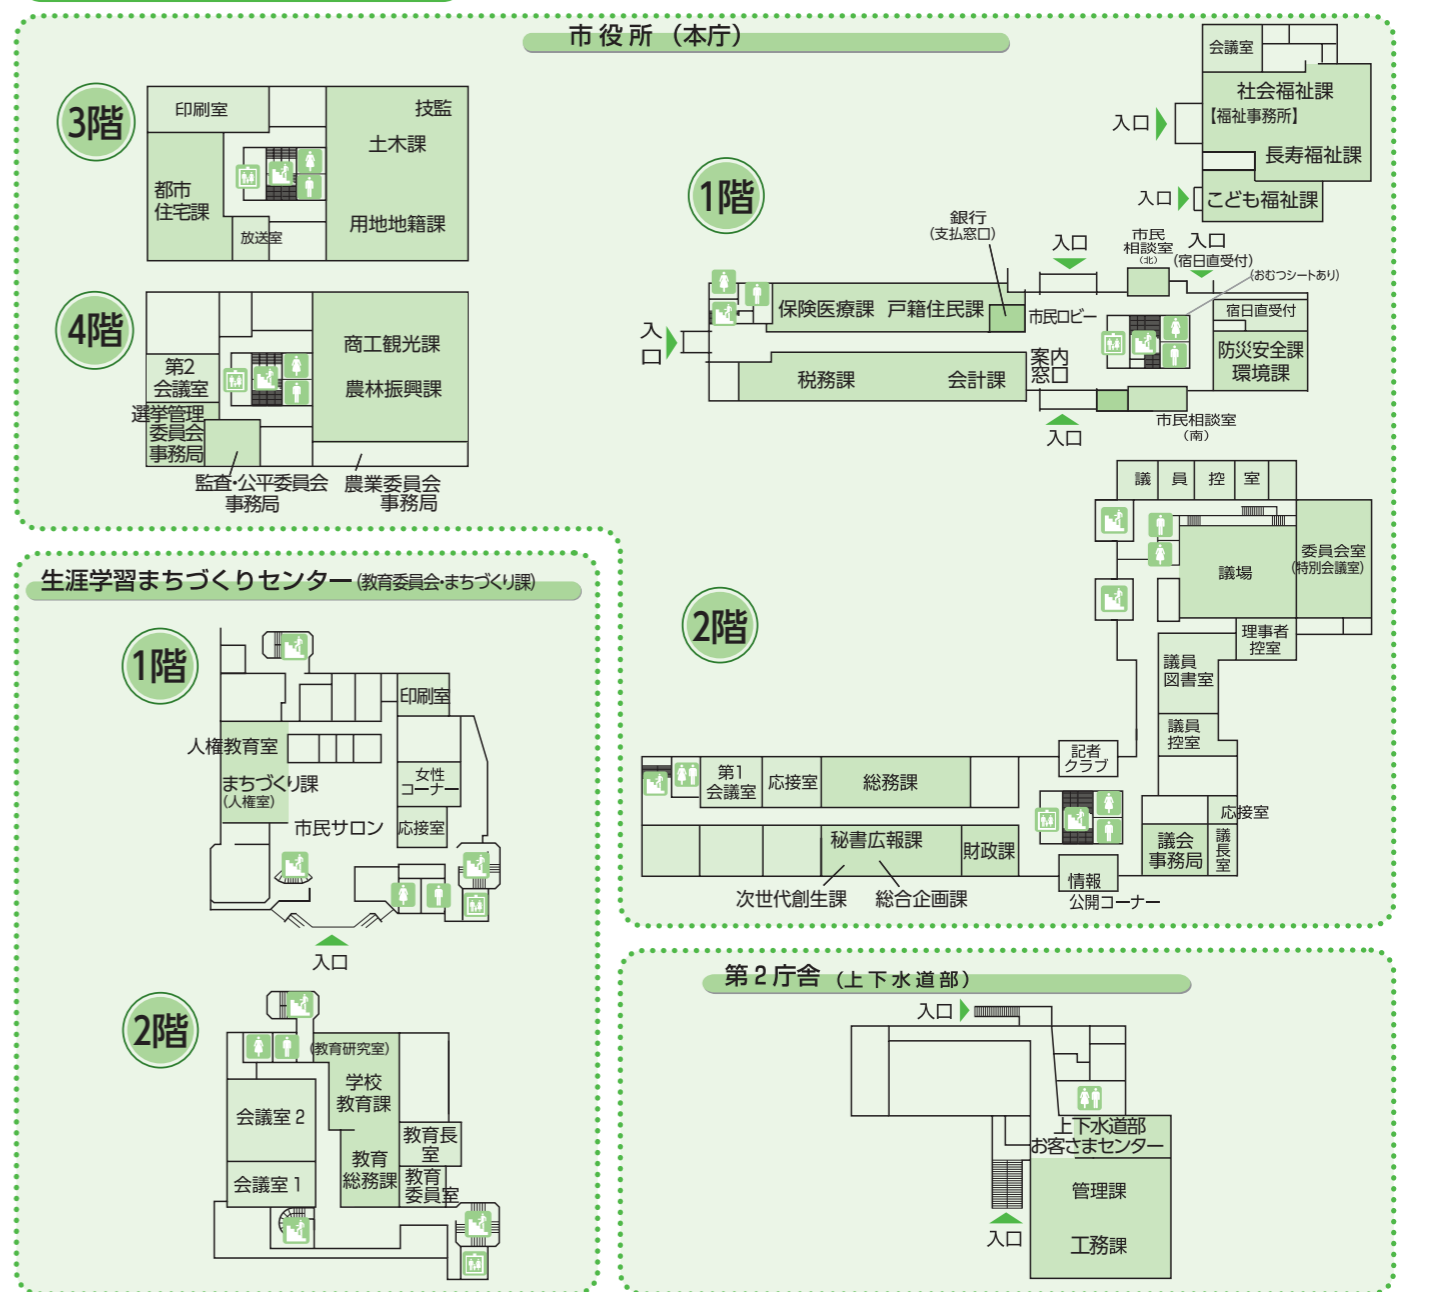 市役所（本庁）
3階
印刷室
技監
土木課
都市
住宅課
放送室
用地地籍課
4階
商工観光課
農林振興課
第2
会議室
選挙管理
委員会
事務局
監査・公平委員会
事務局
農業委員会
事務局
1階
会議室
社会福祉課
【福祉事務所】
長寿福祉課
こども福祉課
入口
入口
銀行
（支払窓口）
入口
市民
相談室
（北）
入口
（宿日直受付）
（おむつシートあり）
保険医療課
戸籍住民課
市民ロビー
宿日直受付
入
口
税務課
会計課
案内
窓口
防災安全課
環境課
入口
市民相談室
（南）
2階
議員控室
議場
委員会室
（特別会議室）
理事者
控室
議員
図書室
議員
控室
記者
クラブ
第1
会議室
応接室
総務課
秘書広報課
財政課
次世代創生課
総合企画課
情報
公開コーナー
応接室
議会
事務局
議
長
室
生涯学習まちづくりセンター（教育委員会・まちづくり課）
1階
印刷室
人権教育室
まちづくり課
（人権室）
女性
コーナー
市民サロン
応接室
入口
2階
（教育研究室）
学校
教育課
会議室2
教育長
室
教育
総務課
会議室1
教育
委員室
第2庁舎（上下水道部）
入口
上下水道部
お客さまセンター
管理課
工務課
入口